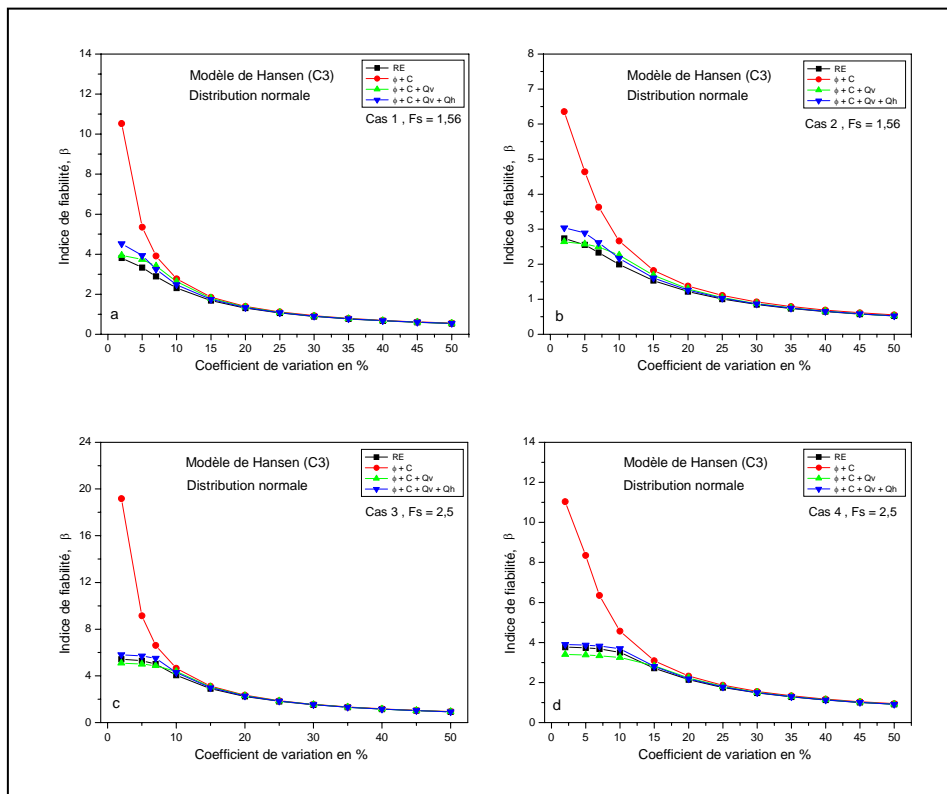 Modèle de Hansen (C3)
Distribution normale
RE
ϕ + C
ϕ + C + Qv
ϕ + C + Qv + Qh
Cas 1 , Fs = 1,56
Indice de fiabilité, β
14
12
10
8
6
4
2
0
a
0 5 10 15 20 25 30 35 40 45 50
Coefficient de variation en %
Modèle de Hansen (C3)
Distribution normale
RE
ϕ + C
ϕ + C + Qv
ϕ + C + Qv + Qh
Cas 2 , Fs = 1,56
Indice de fiabilité, β
8
7
6
5
4
3
2
1
0
b
0 5 10 15 20 25 30 35 40 45 50
Coefficient de variation en %
Modèle de Hansen (C3)
Distribution normale
RE
ϕ + C
ϕ + C + Qv
ϕ + C + Qv + Qh
Cas 3 , Fs = 2,5
Indice de fiabilité, β
24
20
16
12
8
4
0
c
0 5 10 15 20 25 30 35 40 45 50
Coefficient de variation en %
Modèle de Hansen (C3)
Distribution normale
RE
ϕ + C
ϕ + C + Qv
ϕ + C + Qv + Qh
Cas 4 , Fs = 2,5
Indice de fiabilité, β
14
12
10
8
6
4
2
0
d
0 5 10 15 20 25 30 35 40 45 50
Coefficient de variation en %